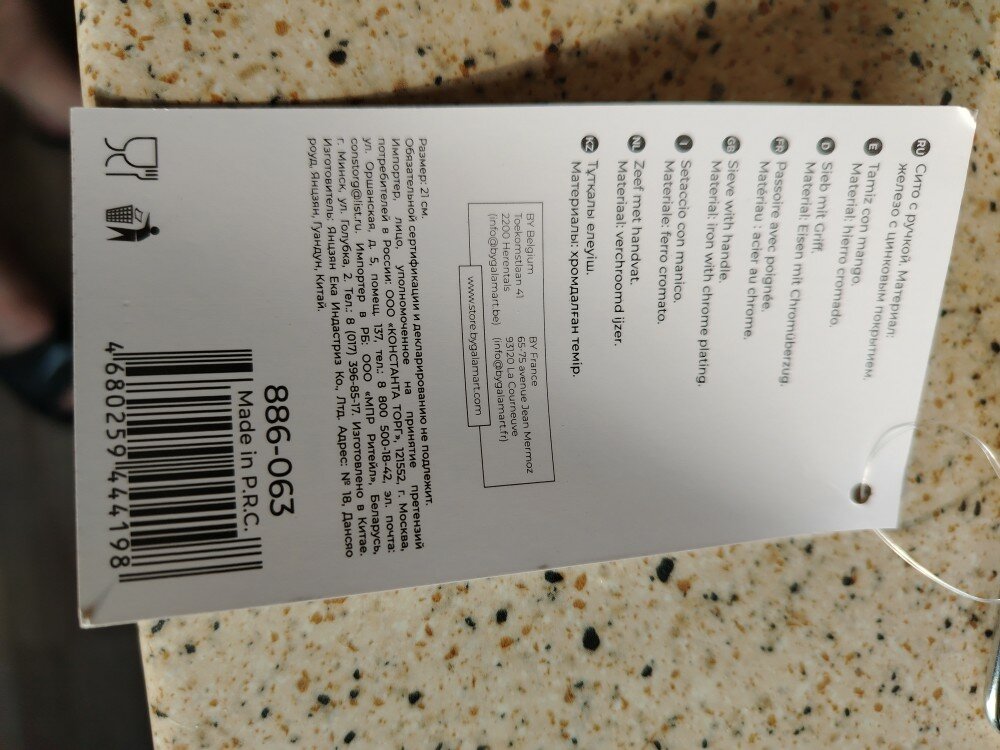 RU Сито с ручкой. Материал:
железо с цинковым покрытием.
E Tamiz con mango.
Material: hierro cromado.
D Sieb mit Griff.
Material: Eisen mit Chromüberzug.
FR Passoire avec poignée.
Matériau : acier au chrome.
GB Sieve with handle.
Material: iron with chrome plating.
I Setaccio con manico.
Materiale: ferro cromato.
NL Zeef met handvat.
Materiaal: verchroomd ijzer.
KZ Тұтқалы елеуіш.
Материалы: хромдалған темір.
BY Belgium
Toekomstlaan 41
2200 Herentals
(info@bygalamart.be)
BY France
65-75 avenue Jean Mermoz
93120 La Courneuve
(info@bygalamart.fr)
www.store.bygalamart.com
Размер: 21 см.
Обязательной сертификации и декларированию не подлежит.
Импортер, лицо, уполномоченное на принятие претензий
потребителей в России: ООО «КОНСТАНТА ТОРГ», 121552, г. Москва,
ул. Оршанская, д. 5, помещ. 137, тел.: 8 800 500-18-42, эл. почта:
constorg@list.ru. Импортер в РБ: ООО «МПР Ритейл», Беларусь,
г. Минск, ул. Голубка, 2. Тел.: 8 (017) 396-85-17. Изготовлено в Китае.
Изготовитель: Янцзян Ека Индастриз Ко., Лтд. Адрес: № 18, Дансяо
роуд, Янцзян, Гуандун, Китай.
886-063
Made in P.R.C.
4 680259 444198